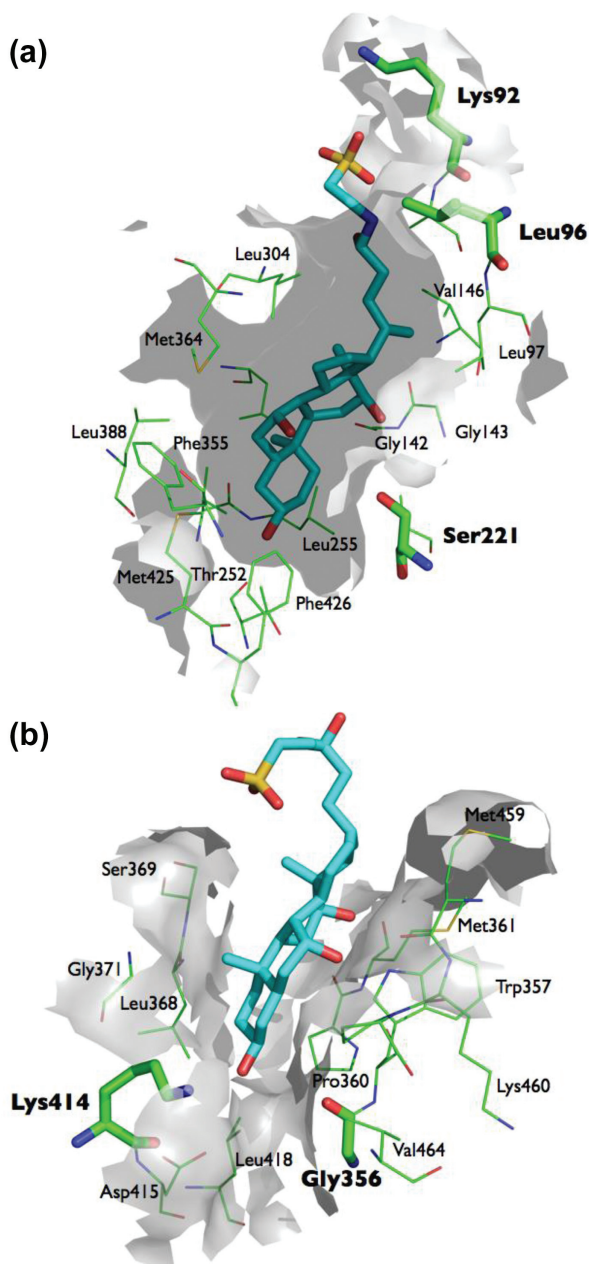 (a)
Lys92
Leu96
Leu304
Val146
Met364
Leu97
Leu388
Phe355
Gly142
Gly143
Ser221
Leu255
Met425
Thr252
Phe426
(b)
Met459
Ser369
Met361
Gly371
Trp357
Leu368
Pro360
Lys460
Lys414
Gly356
Val464
Leu418
Asp415